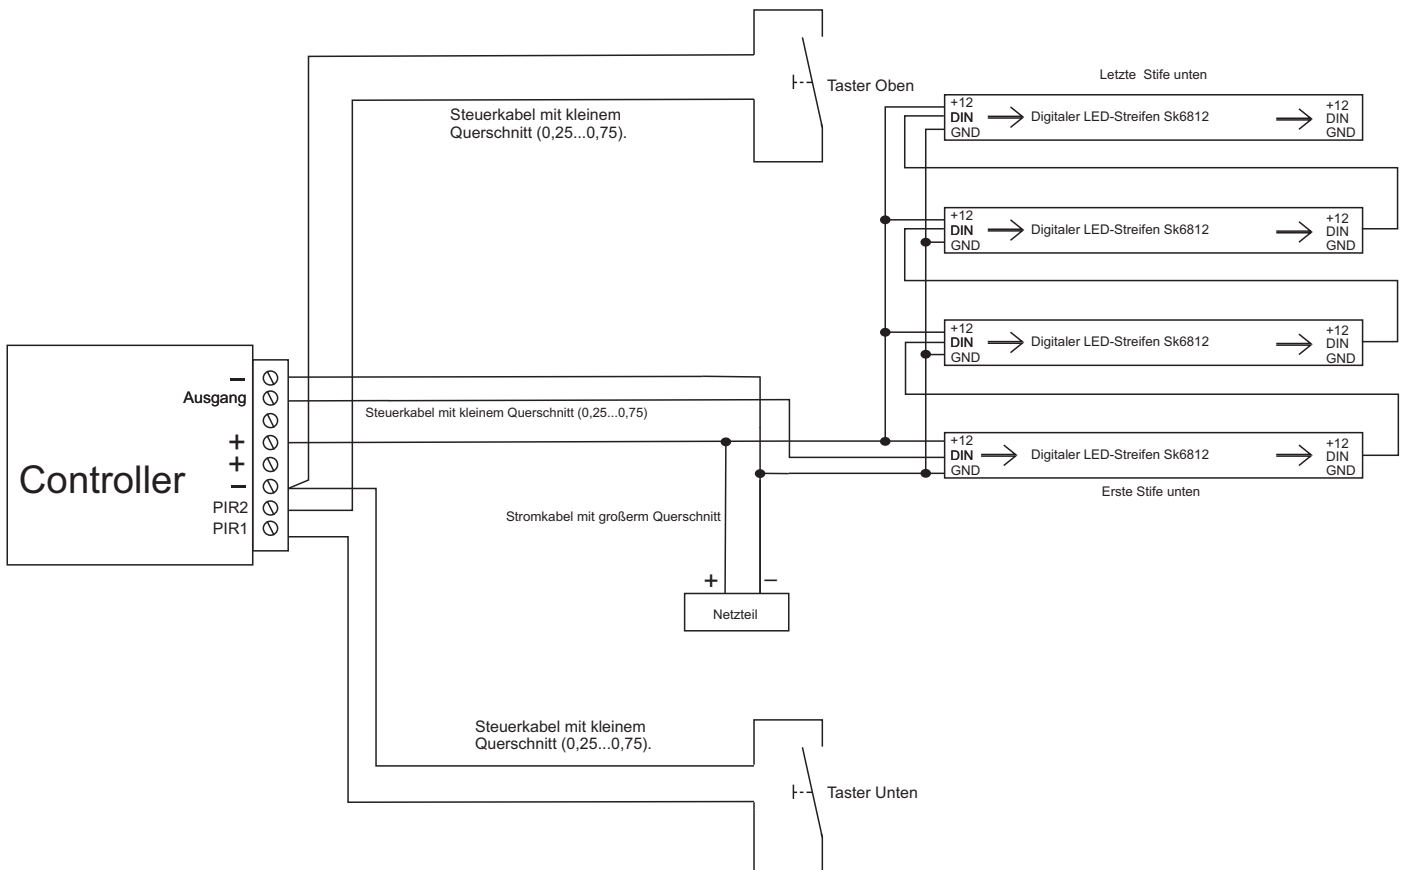 Taster Oben
Steuerkabel mit kleinem
Querschnitt (0,25...0,75).
Letzte Stife unten
+12
DIN
GND
Digitaler LED-Streifen Sk6812
+12
DIN
GND
+12
DIN
GND
Digitaler LED-Streifen Sk6812
+12
DIN
GND
+12
DIN
GND
Digitaler LED-Streifen Sk6812
+12
DIN
GND
+12
DIN
GND
Digitaler LED-Streifen Sk6812
+12
DIN
GND
Erste Stife unten
Controller
−
Ausgang
+
+
−
PIR2
PIR1
Steuerkabel mit kleinem Querschnitt (0,25...0,75)
Stromkabel mit großerm Querschnitt
+ −
Netzteil
Steuerkabel mit kleinem
Querschnitt (0,25...0,75).
Taster Unten